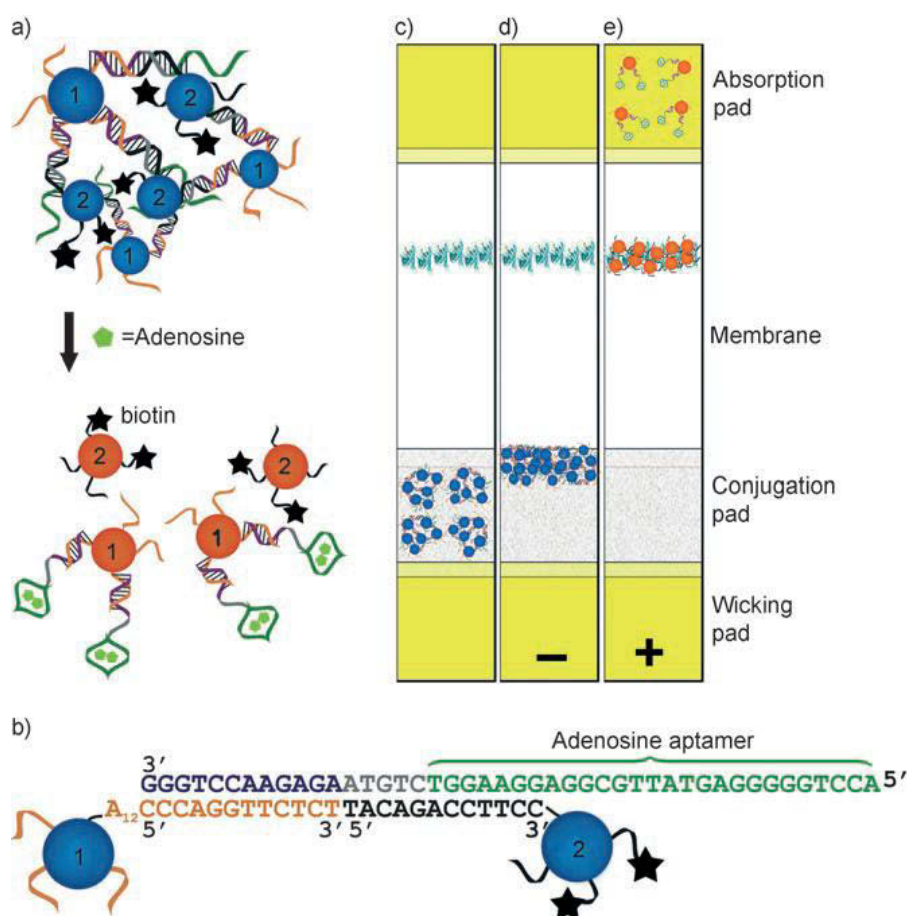 a)
1
2
1
2
2
1
=Adenosine
biotin
2
2
1
1
c)
d)
e)
Absorption
pad
Membrane
Conjugation
pad
Wicking
pad
−
+
b)
Adenosine aptamer
3′
GGGTCCAAGAGAATGTCTGGAAGGAGGCGTTATGAGGGGGTCCA5′
A12CCCAGGTTCTCTTACAGACCTTCC
5′ 3′5′ 3′
1
2